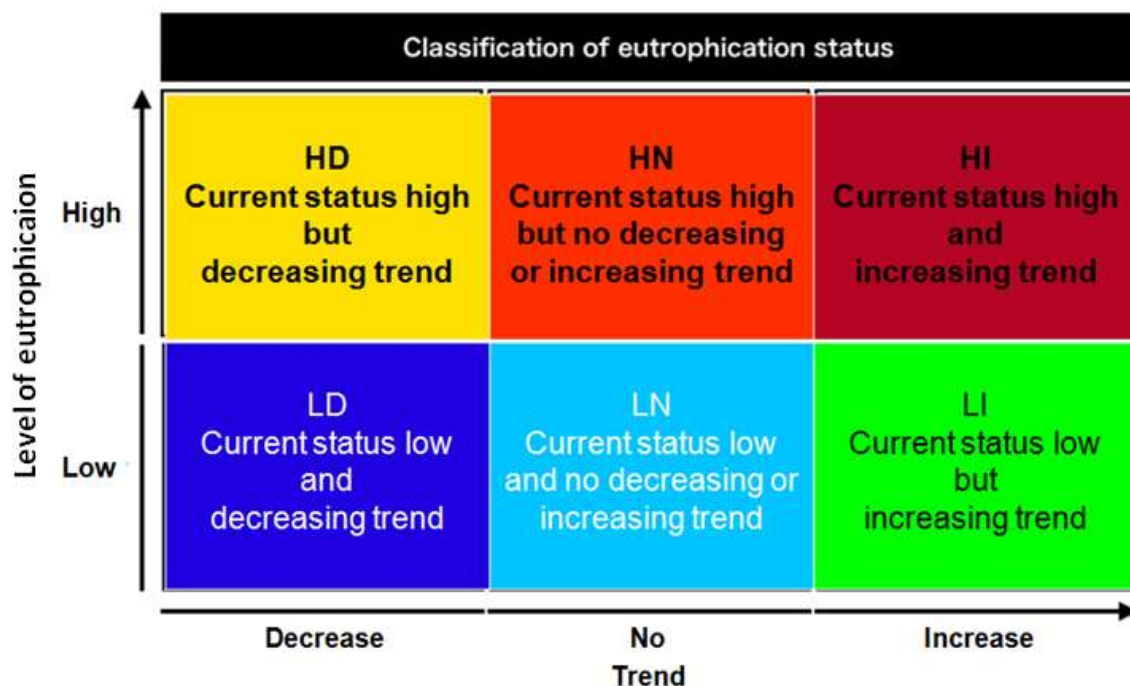 Classification of eutrophication status
Level of eutrophicaion
High
HD
Current status high
but
decreasing trend
HN
Current status high
but no decreasing
or increasing trend
HI
Current status high
and
increasing trend
Low
LD
Current status low
and
decreasing trend
LN
Current status low
and no decreasing or
increasing trend
LI
Current status low
but
increasing trend
Decrease
No
Increase
Trend